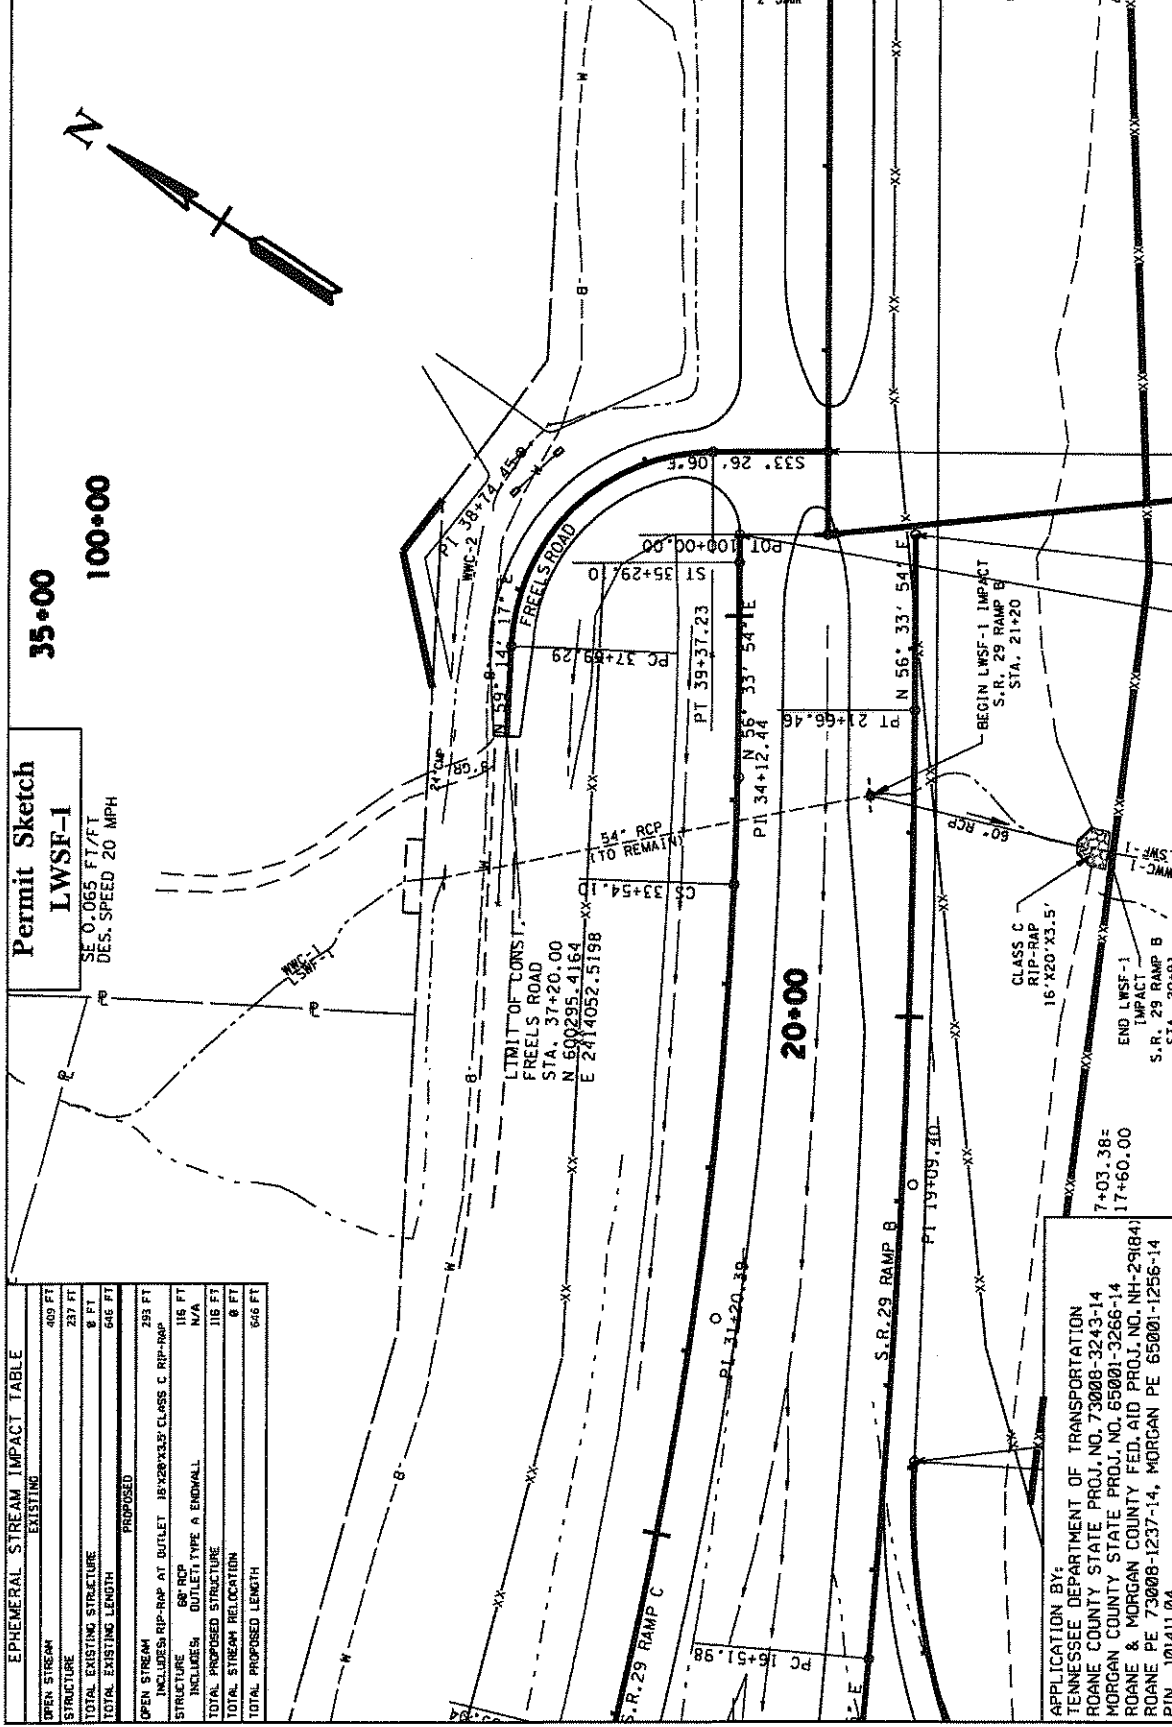 EPHEMERAL STREAM IMPACT TABLE
EXISTING
OPEN STREAM 409 FT
STRUCTURE 237 FT
TOTAL EXISTING STRUCTURE 0 FT
TOTAL EXISTING LENGTH 646 FT
PROPOSED
OPEN STREAM 293 FT
INCLUDES: RIP-RAP AT OUTLET 16'X20'X3.5' CLASS C RIP-RAP
STRUCTURE 60" RCP 116 FT
INCLUDES: OUTLET: TYPE A ENDWALL N/A
TOTAL PROPOSED STRUCTURE 116 FT
TOTAL STREAM RELOCATION 0 FT
TOTAL PROPOSED LENGTH 646 FT
Permit Sketch
LWSF-1
SE 0.065 FT/FT
DES. SPEED 20 MPH
35+00
100+00
N
WWC-1
LSWF-1
24" CMP
WWC-2
PI 38+74.45
N 59° 14' 17" E
FREELS ROAD
PC 37+69.29
LIMIT OF CONST.
FREELS ROAD
STA. 37+20.00
N 600295.4164
E 2414052.5198
54" RCP
(TO REMAIN)
CS 33+54.10
ST 35+29.10
POT 100+00.00
PT 39+37.23
N 56° 33' 54" E
PI 34+12.44
S33° 26' 06"E
PT 21+66.46
N 56° 33' 54" E
BEGIN LWSF-1 IMPACT
S.R. 29 RAMP B
STA. 21+20
60" RCP
CLASS C
RIP-RAP
16'X20'X3.5'
WWC-1
END LWSF-1
IMPACT
S.R. 29 RAMP B
20+00
PI 31+20.39
S.R.29 RAMP B
PI 19+09.40
7+03.38=
17+60.00
S.R.29 RAMP C
PC 16+51.98
APPLICATION BY:
TENNESSEE DEPARTMENT OF TRANSPORTATION
ROANE COUNTY STATE PROJ. NO. 73008-3243-14
MORGAN COUNTY STATE PROJ. NO. 65001-3266-14
ROANE & MORGAN COUNTY FED. AID PROJ. NO. NH-29(84)
ROANE PE 73008-1237-14, MORGAN PE 65001-1256-14
PIN 101411.04